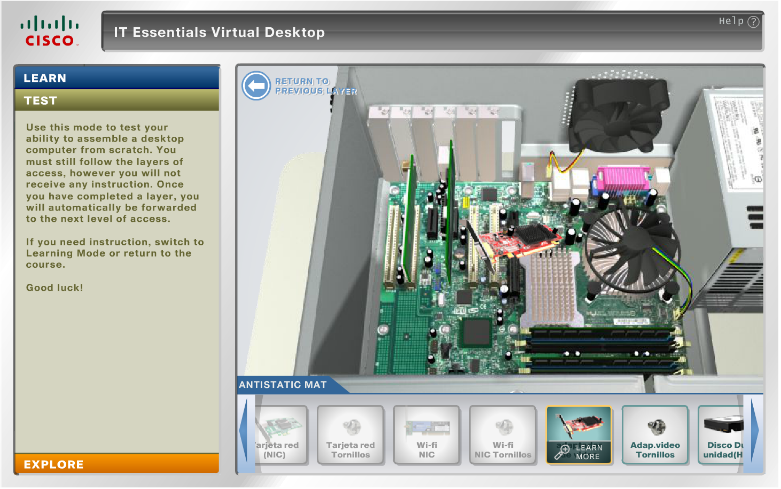 CISCO
IT Essentials Virtual Desktop
Help ?
LEARN
TEST
Use this mode to test your
ability to assemble a desktop
computer from scratch. You
must still follow the layers of
access, however you will not
receive any instruction. Once
you have completed a layer, you
will automatically be forwarded
to the next level of access.
If you need instruction, switch to
Learning Mode or return to the
course.
Good luck!
EXPLORE
RETURN TO
PREVIOUS LAYER
ANTISTATIC MAT
Tarjeta red
(NIC)
Tarjeta red
Tornillos
Wi-fi
NIC
Wi-fi
NIC Tornillos
LEARN
MORE
Adap.video
Tornillos
Disco Du
unidad(H